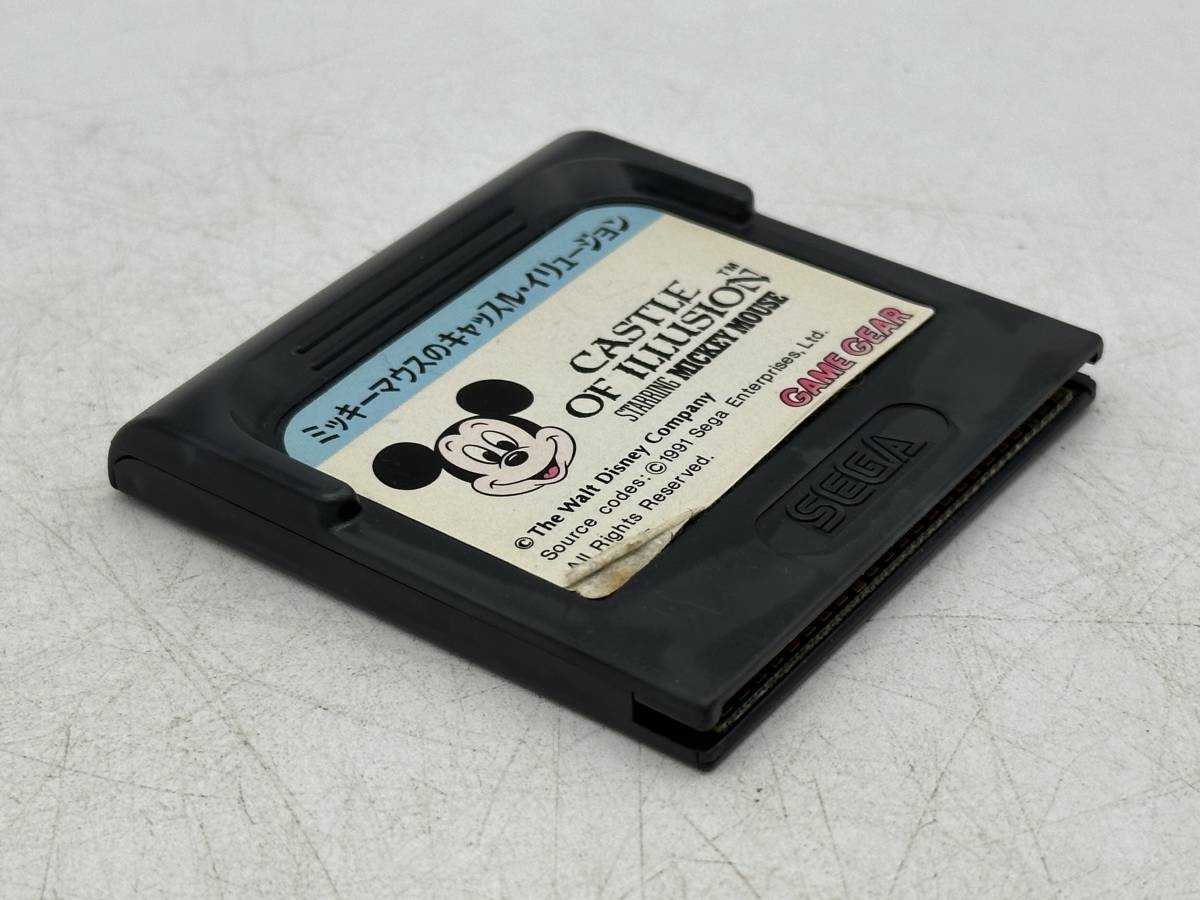 ミッキーマウスのキャッスル・イリュージョン
CASTLE
OF ILLUSION™
STARRING MICKEY MOUSE
© The Walt Disney Company
Source codes: ©1991 Sega Enterprises, Ltd.
All Rights Reserved.
GAME GEAR
SEGA